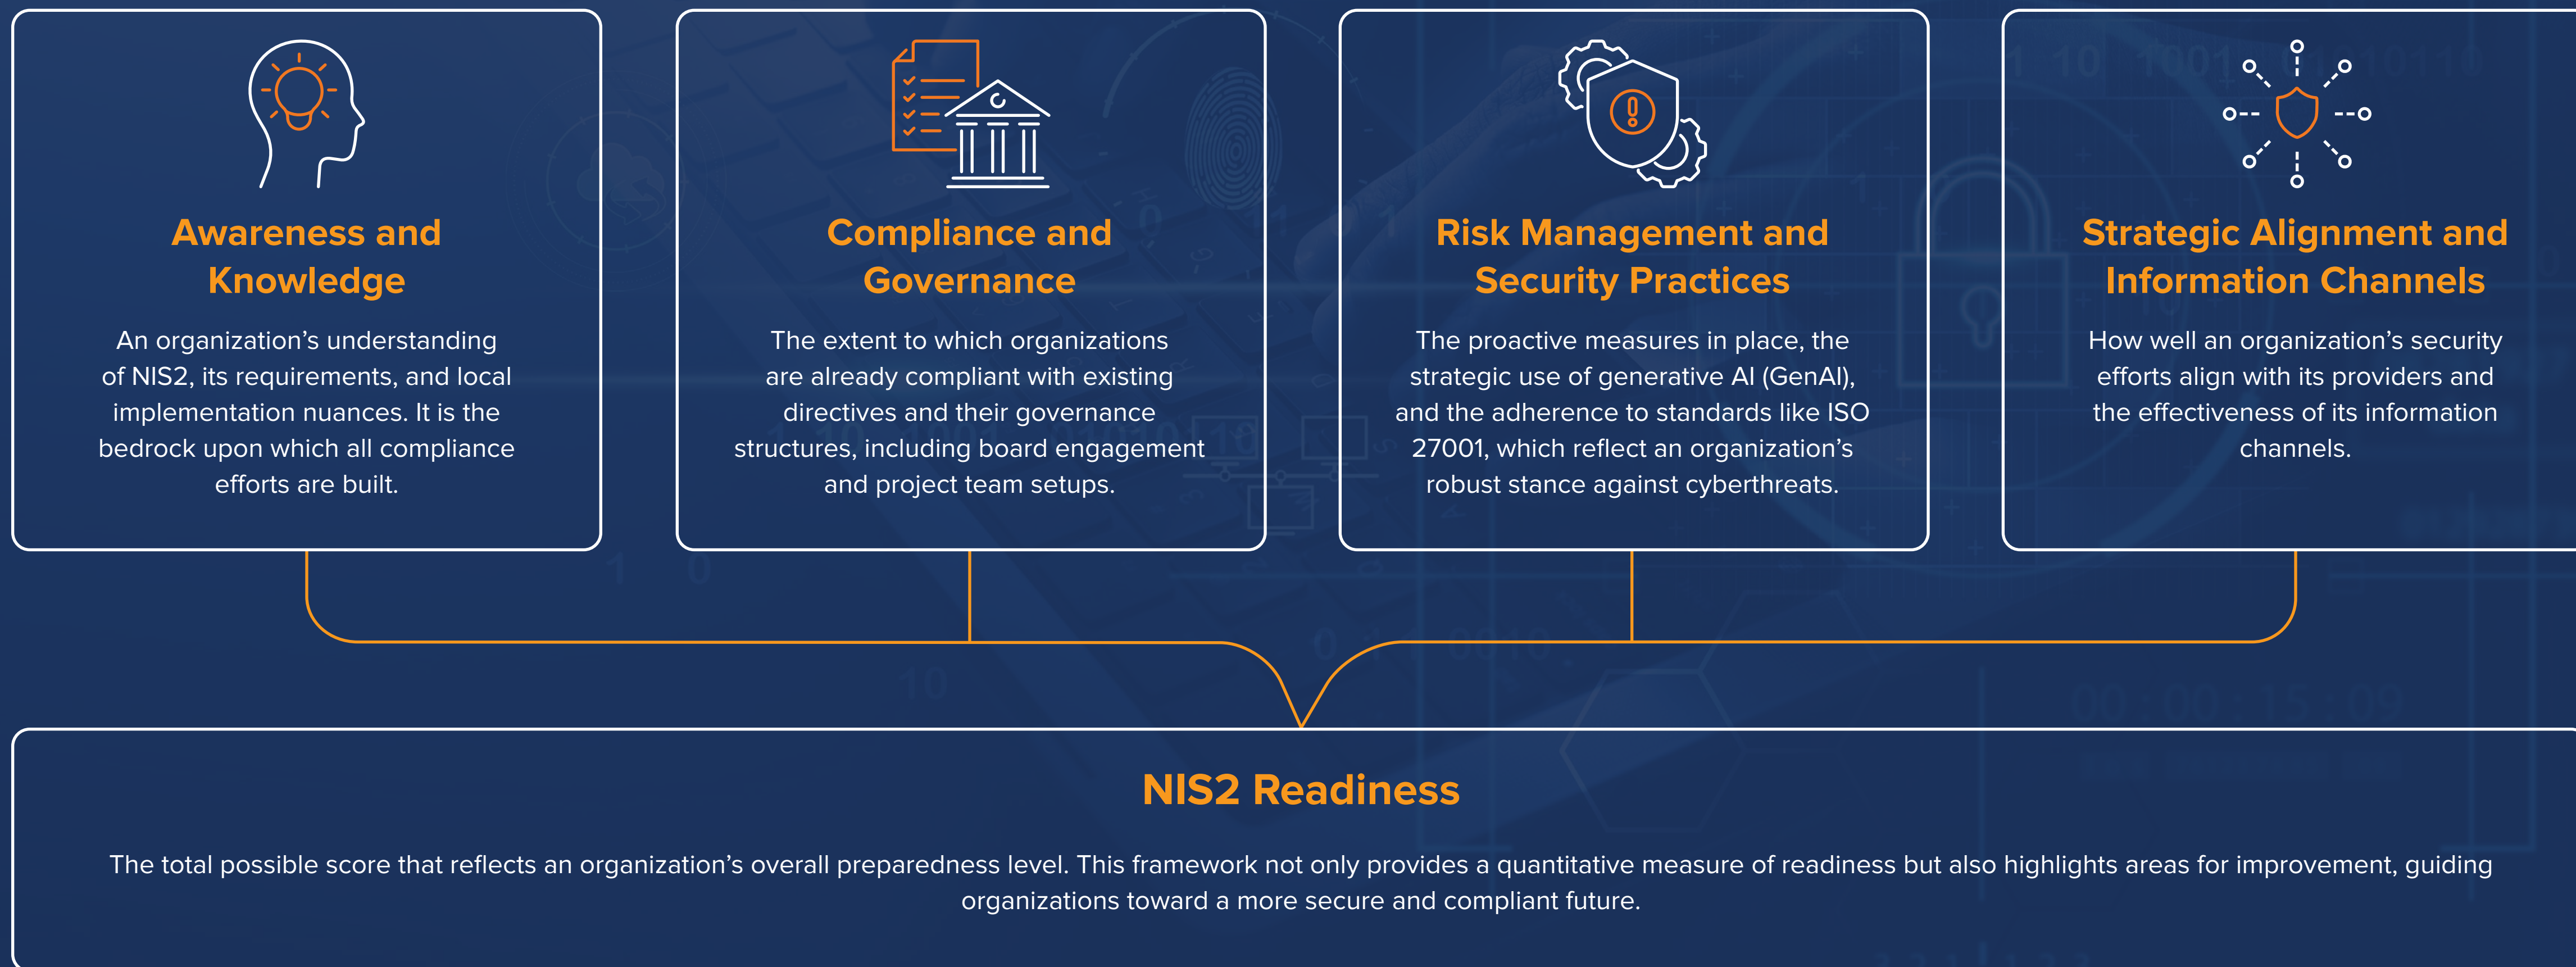 Awareness and
Knowledge
An organization’s understanding
of NIS2, its requirements, and local
implementation nuances. It is the
bedrock upon which all compliance
efforts are built.
Compliance and
Governance
The extent to which organizations
are already compliant with existing
directives and their governance
structures, including board engagement
and project team setups.
Risk Management and
Security Practices
The proactive measures in place, the
strategic use of generative AI (GenAI),
and the adherence to standards like ISO
27001, which reflect an organization’s
robust stance against cyberthreats.
Strategic Alignment and
Information Channels
How well an organization’s security
efforts align with its providers and
the effectiveness of its information
channels.
NIS2 Readiness
The total possible score that reflects an organization’s overall preparedness level. This framework not only provides a quantitative measure of readiness but also highlights areas for improvement, guiding
organizations toward a more secure and compliant future.